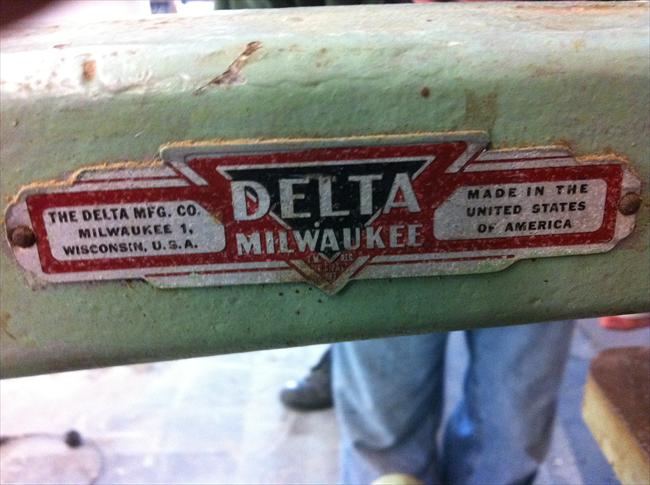 THE DELTA MFG. CO.
MILWAUKEE 1,
WISCONSIN, U.S.A.
DELTA
MILWAUKEE
MADE IN THE
UNITED STATES
OF AMERICA